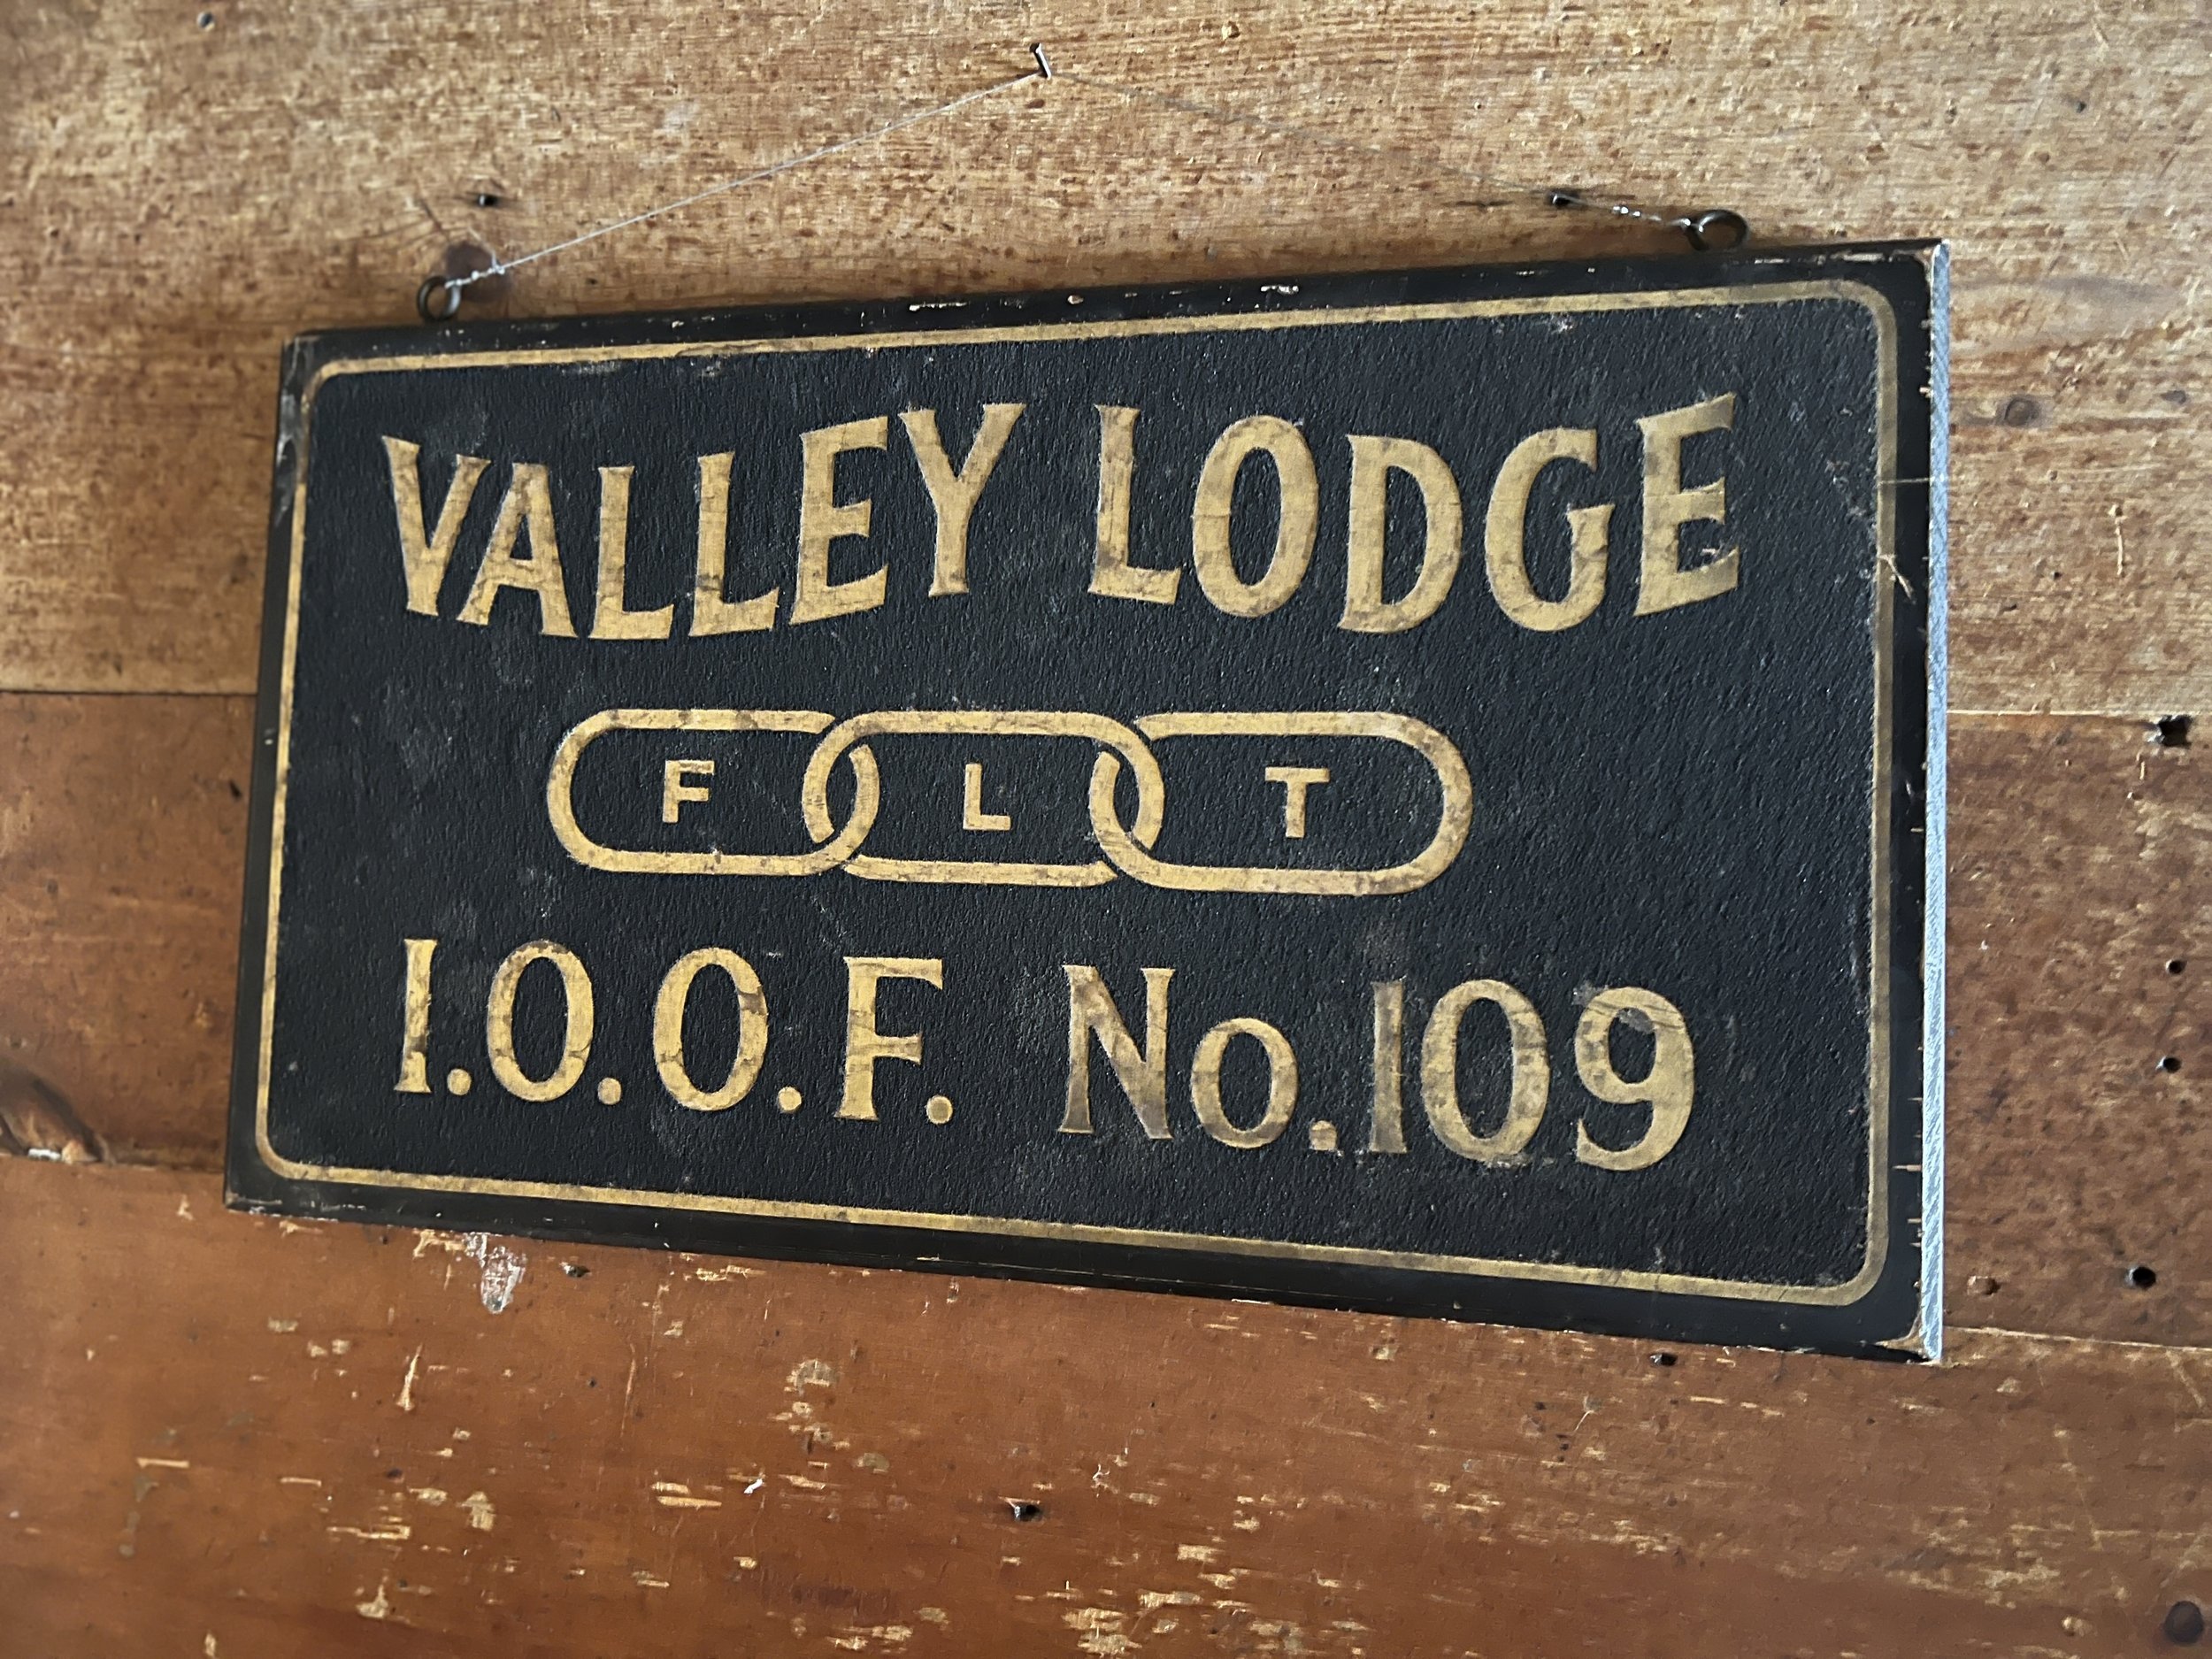 VALLEY LODGE
F L T
I.O.O.F. No.109